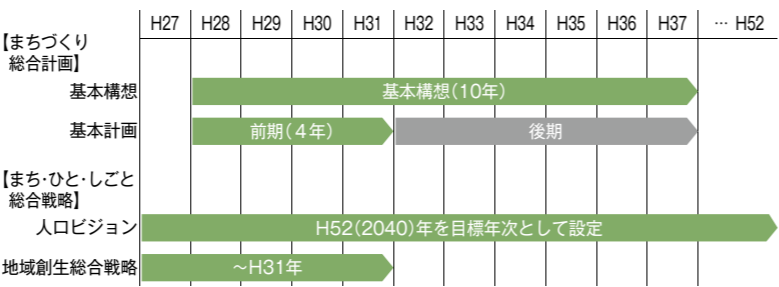 H27 H28 H29 H30 H31 H32 H33 H34 H35 H36 H37 … H52
【まちづくり
総合計画】
基本構想 基本構想(10年)
基本計画 前期(4年) 後期
【まち・ひと・しごと
総合戦略】
人口ビジョン H52(2040)年を目標年次として設定
地域創生総合戦略 ～H31年